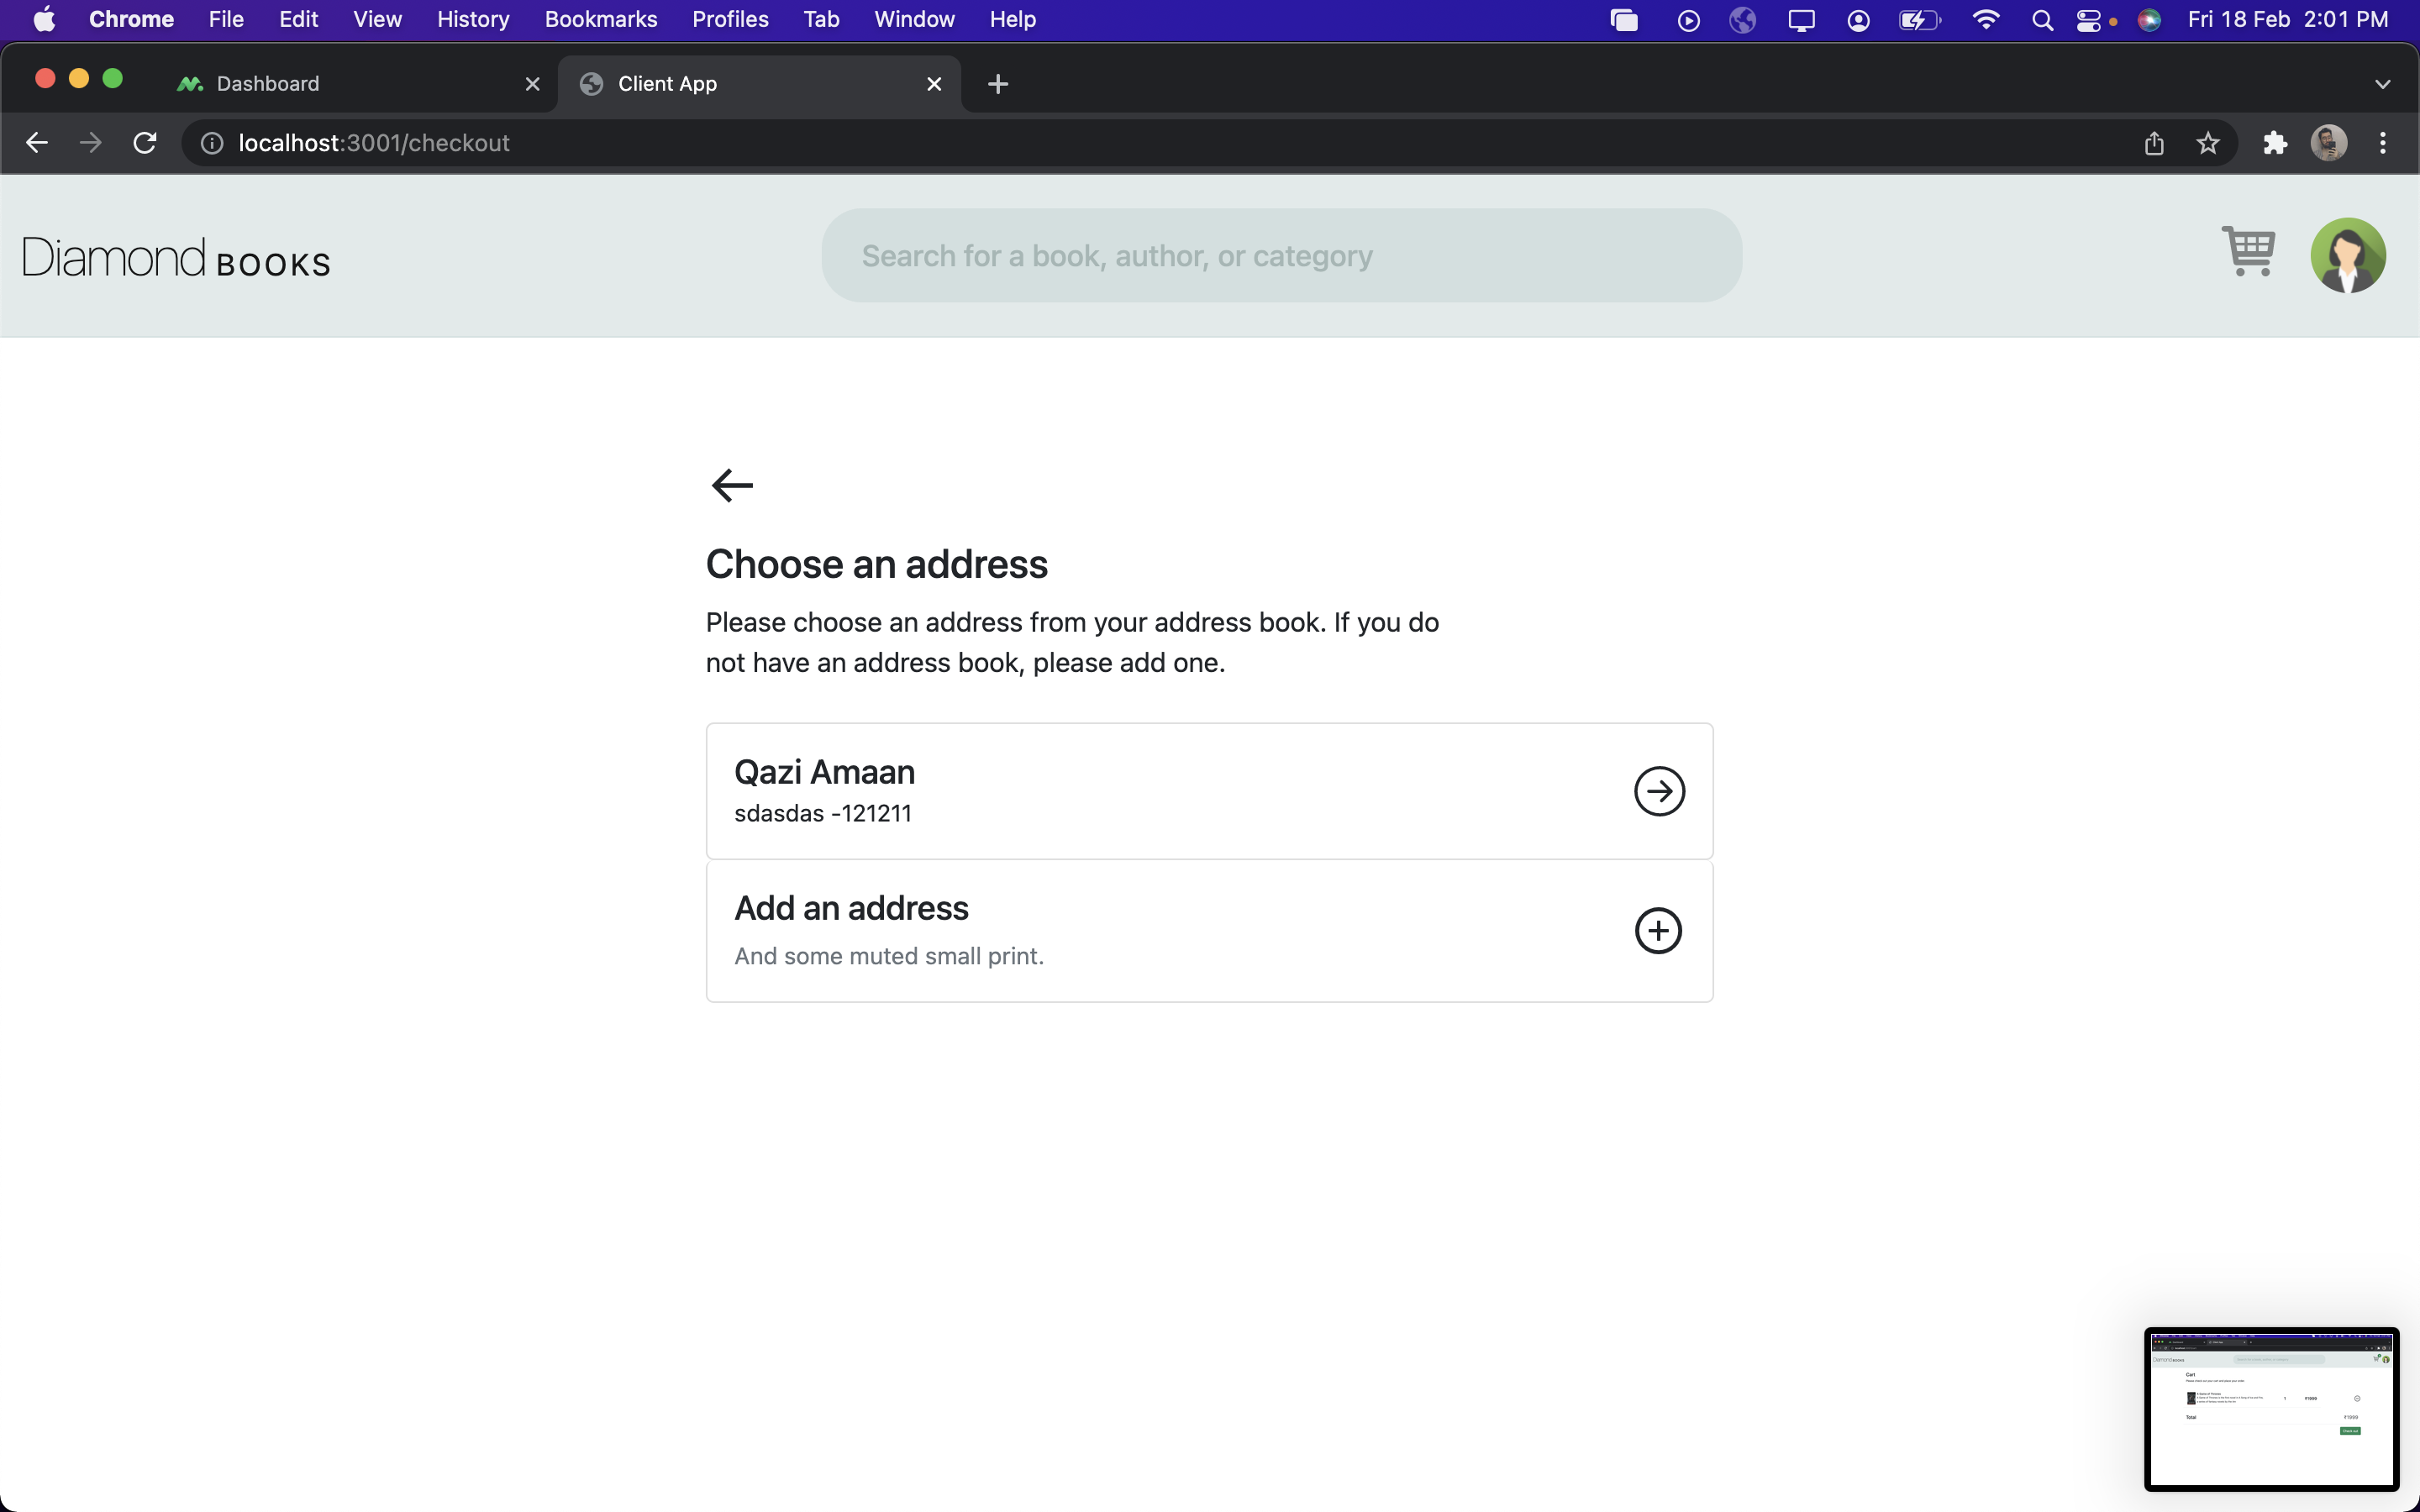 Chrome File Edit View History Bookmarks Profiles Tab Window Help Fri 18 Feb 2:01 PM
Dashboard Client App
localhost:3001/checkout
Diamond BOOKS Search for a book, author, or category
Choose an address
Please choose an address from your address book. If you do
not have an address book, please add one.
Qazi Amaan
sdasdas -121211
Add an address
And some muted small print.
Cart
Total